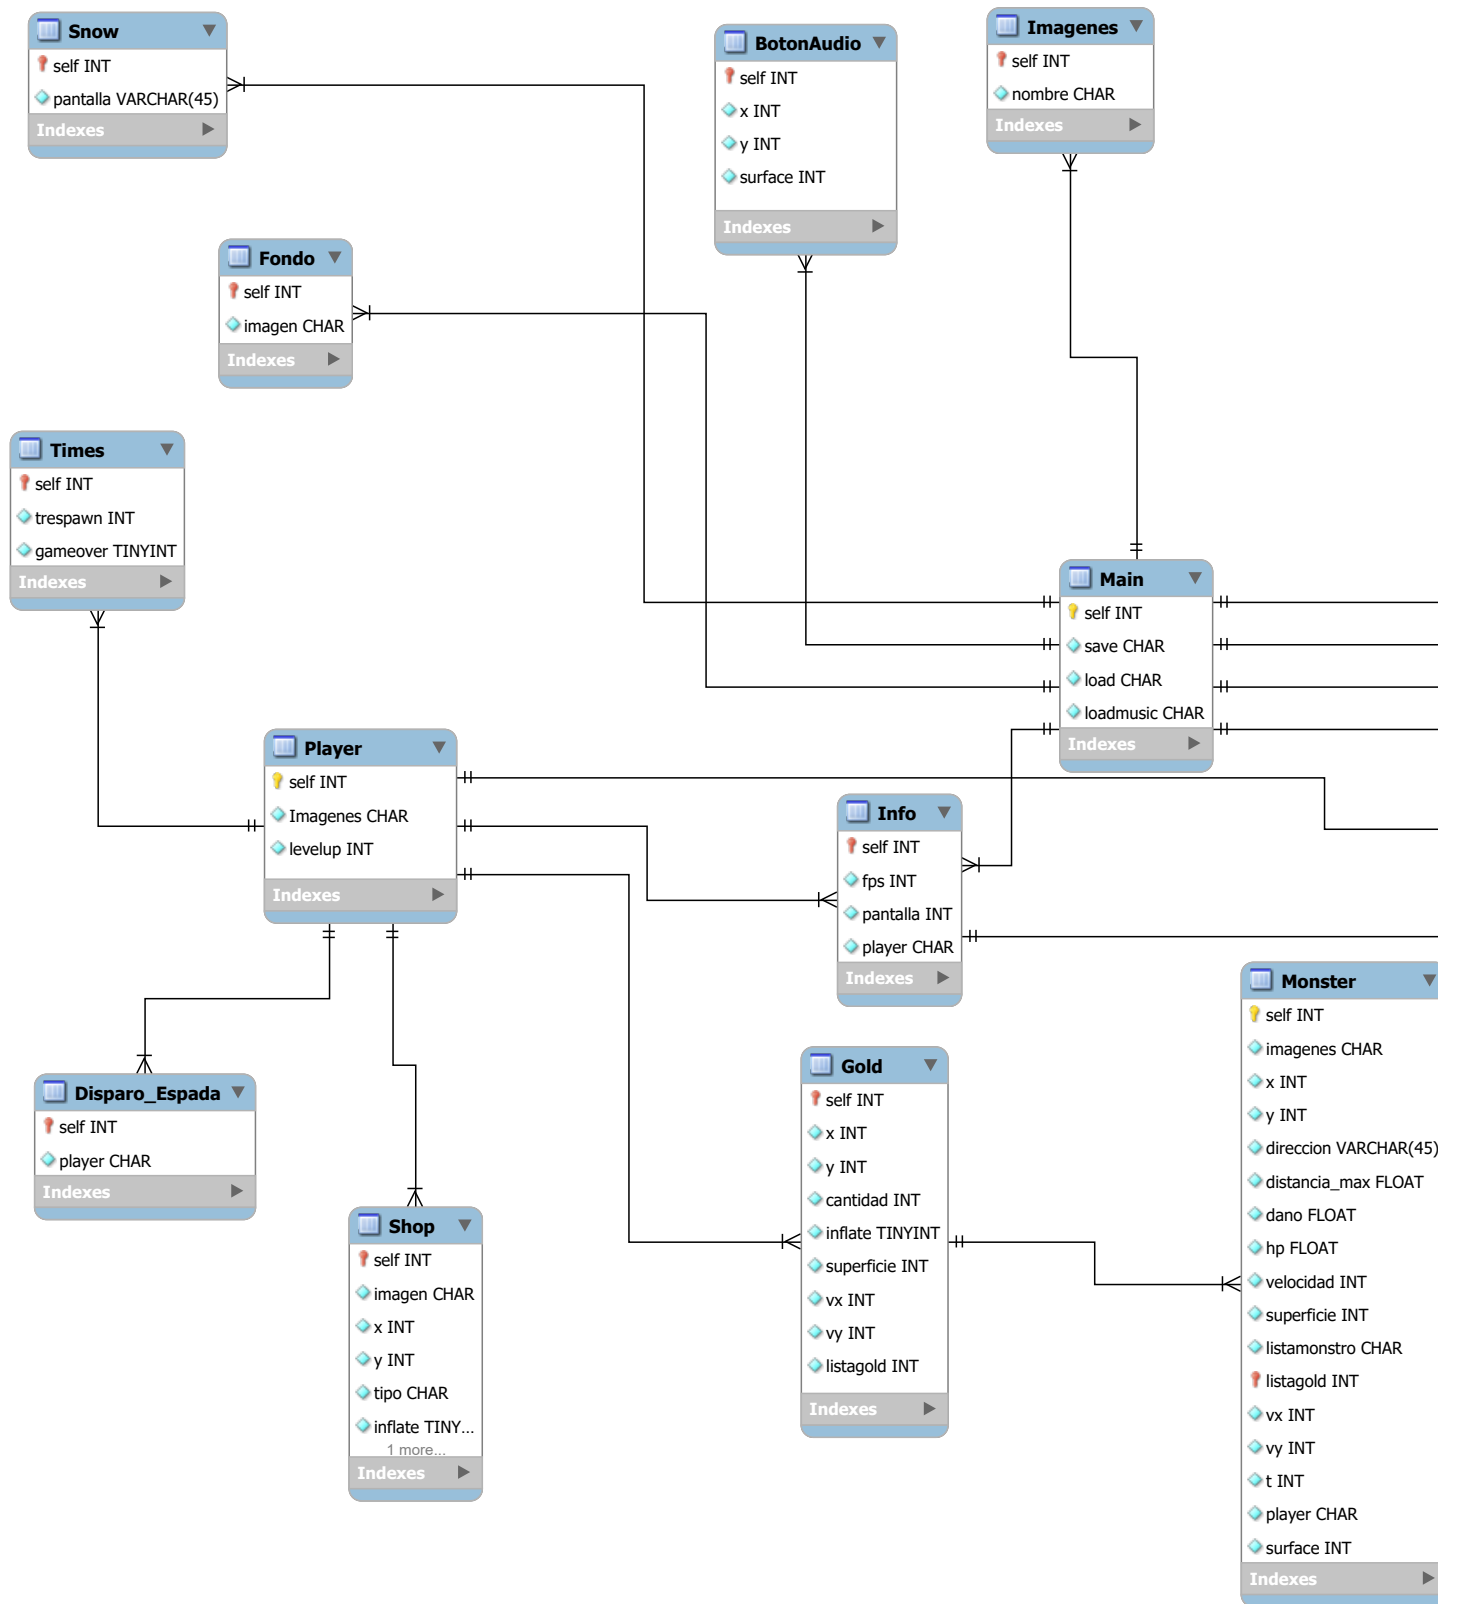 Snow
self INT
pantalla VARCHAR(45)
Indexes
BotonAudio
self INT
x INT
y INT
surface INT
Indexes
Imagenes
self INT
nombre CHAR
Indexes
Fondo
self INT
imagen CHAR
Indexes
Times
self INT
trespawn INT
gameover TINYINT
Indexes
Main
self INT
save CHAR
load CHAR
loadmusic CHAR
Indexes
Player
self INT
Imagenes CHAR
levelup INT
Indexes
Info
self INT
fps INT
pantalla INT
player CHAR
Indexes
Monster
self INT
imagenes CHAR
x INT
y INT
direccion VARCHAR(45)
distancia_max FLOAT
dano FLOAT
hp FLOAT
velocidad INT
superficie INT
listamonstro CHAR
listagold INT
vx INT
vy INT
t INT
player CHAR
surface INT
Indexes
Gold
self INT
x INT
y INT
cantidad INT
inflate TINYINT
superficie INT
vx INT
vy INT
listagold INT
Indexes
Disparo_Espada
self INT
player CHAR
Indexes
Shop
self INT
imagen CHAR
x INT
y INT
tipo CHAR
inflate TINY...
1 more...
Indexes